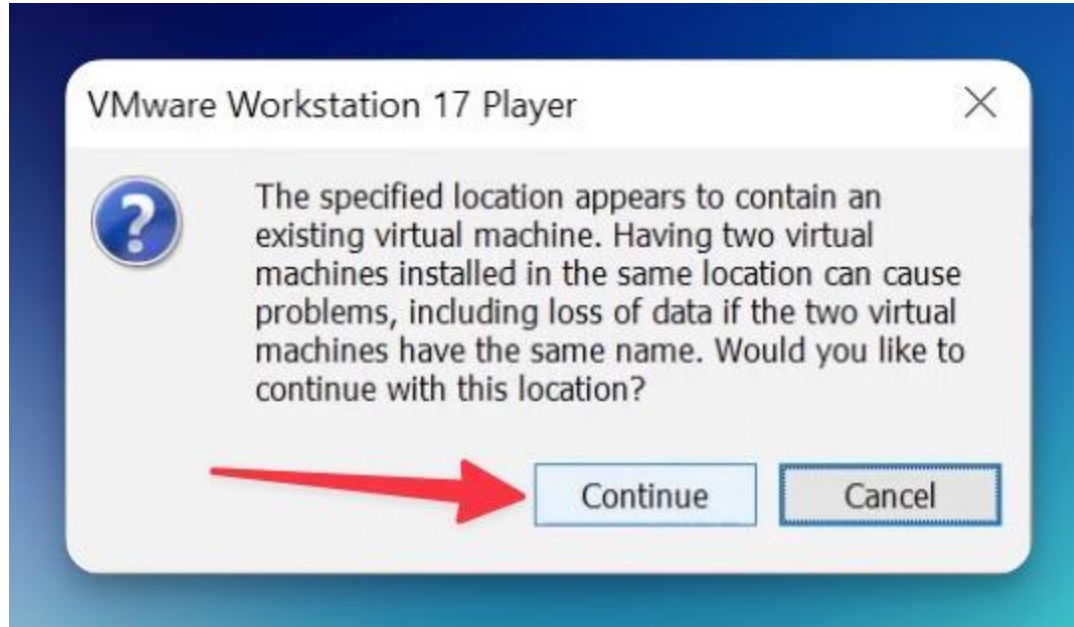 VMware Workstation 17 Player
The specified location appears to contain an
existing virtual machine. Having two virtual
machines installed in the same location can cause
problems, including loss of data if the two virtual
machines have the same name. Would you like to
continue with this location?
Continue
Cancel